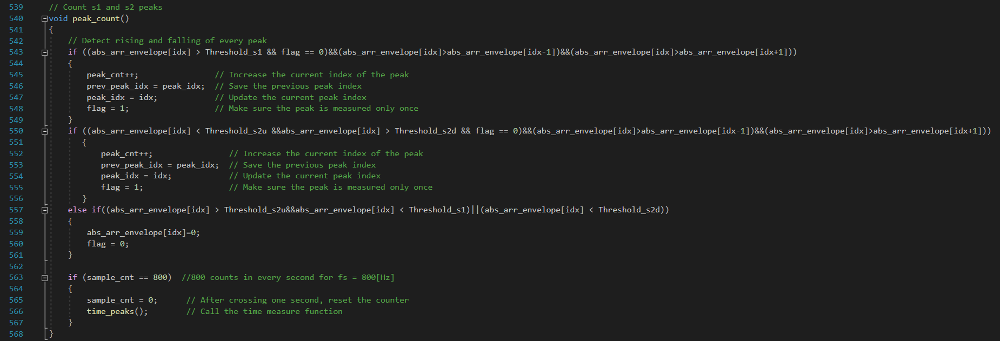 539 // Count s1 and s2 peaks
540 void peak_count()
541 {
542 // Detect rising and falling of every peak
543 if ((abs_arr_envelope[idx] > Threshold_s1 && flag == 0)&&(abs_arr_envelope[idx]>abs_arr_envelope[idx-1])&&(abs_arr_envelope[idx]>abs_arr_envelope[idx+1]))
544 {
545 peak_cnt++; // Increase the current index of the peak
546 prev_peak_idx = peak_idx; // Save the previous peak index
547 peak_idx = idx; // Update the current peak index
548 flag = 1; // Make sure the peak is measured only once
549 }
550 if ((abs_arr_envelope[idx] < Threshold_s2u &&abs_arr_envelope[idx] > Threshold_s2d && flag == 0)&&(abs_arr_envelope[idx]>abs_arr_envelope[idx-1])&&(abs_arr_envelope[idx]>abs_arr_envelope[idx+1]))
551 {
552 peak_cnt++; // Increase the current index of the peak
553 prev_peak_idx = peak_idx; // Save the previous peak index
554 peak_idx = idx; // Update the current peak index
555 flag = 1; // Make sure the peak is measured only once
556 }
557 else if((abs_arr_envelope[idx] > Threshold_s2u&&abs_arr_envelope[idx] < Threshold_s1)||(abs_arr_envelope[idx] < Threshold_s2d))
558 {
559 abs_arr_envelope[idx]=0;
560 flag = 0;
561 }
562
563 if (sample_cnt == 800) //800 counts in every second for fs = 800[Hz]
564 {
565 sample_cnt = 0; // After crossing one second, reset the counter
566 time_peaks(); // Call the time measure function
567 }
568 }